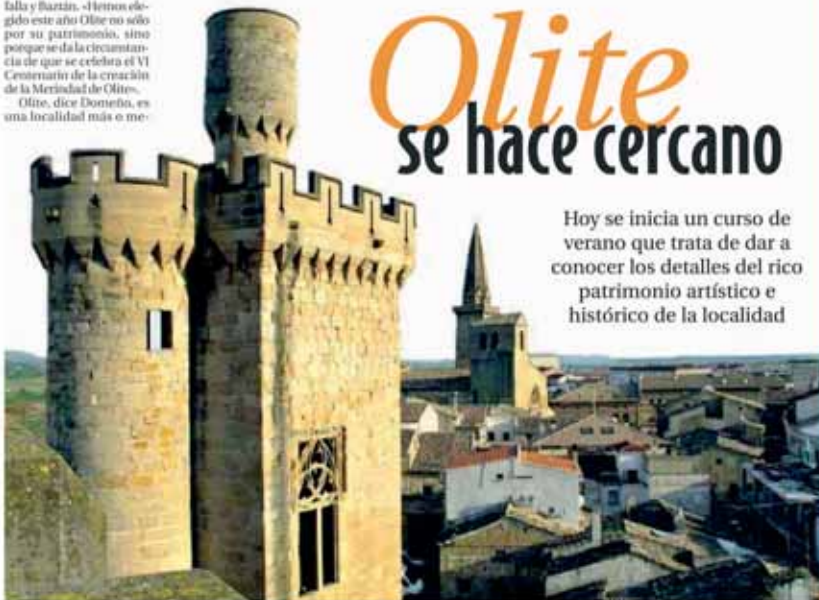 falla y Baztán. «Hemos ele-
gido este año Olite no sólo
por su patrimonio, sino
porque se da la circunstan-
cia de que se celebra el VI
Centenario de la creación
de la Merindad de Olite».
Olite, dice Domeño, es
una localidad más o me-
Olite
se hace cercano
Hoy se inicia un curso de
verano que trata de dar a
conocer los detalles del rico
patrimonio artístico e
histórico de la localidad